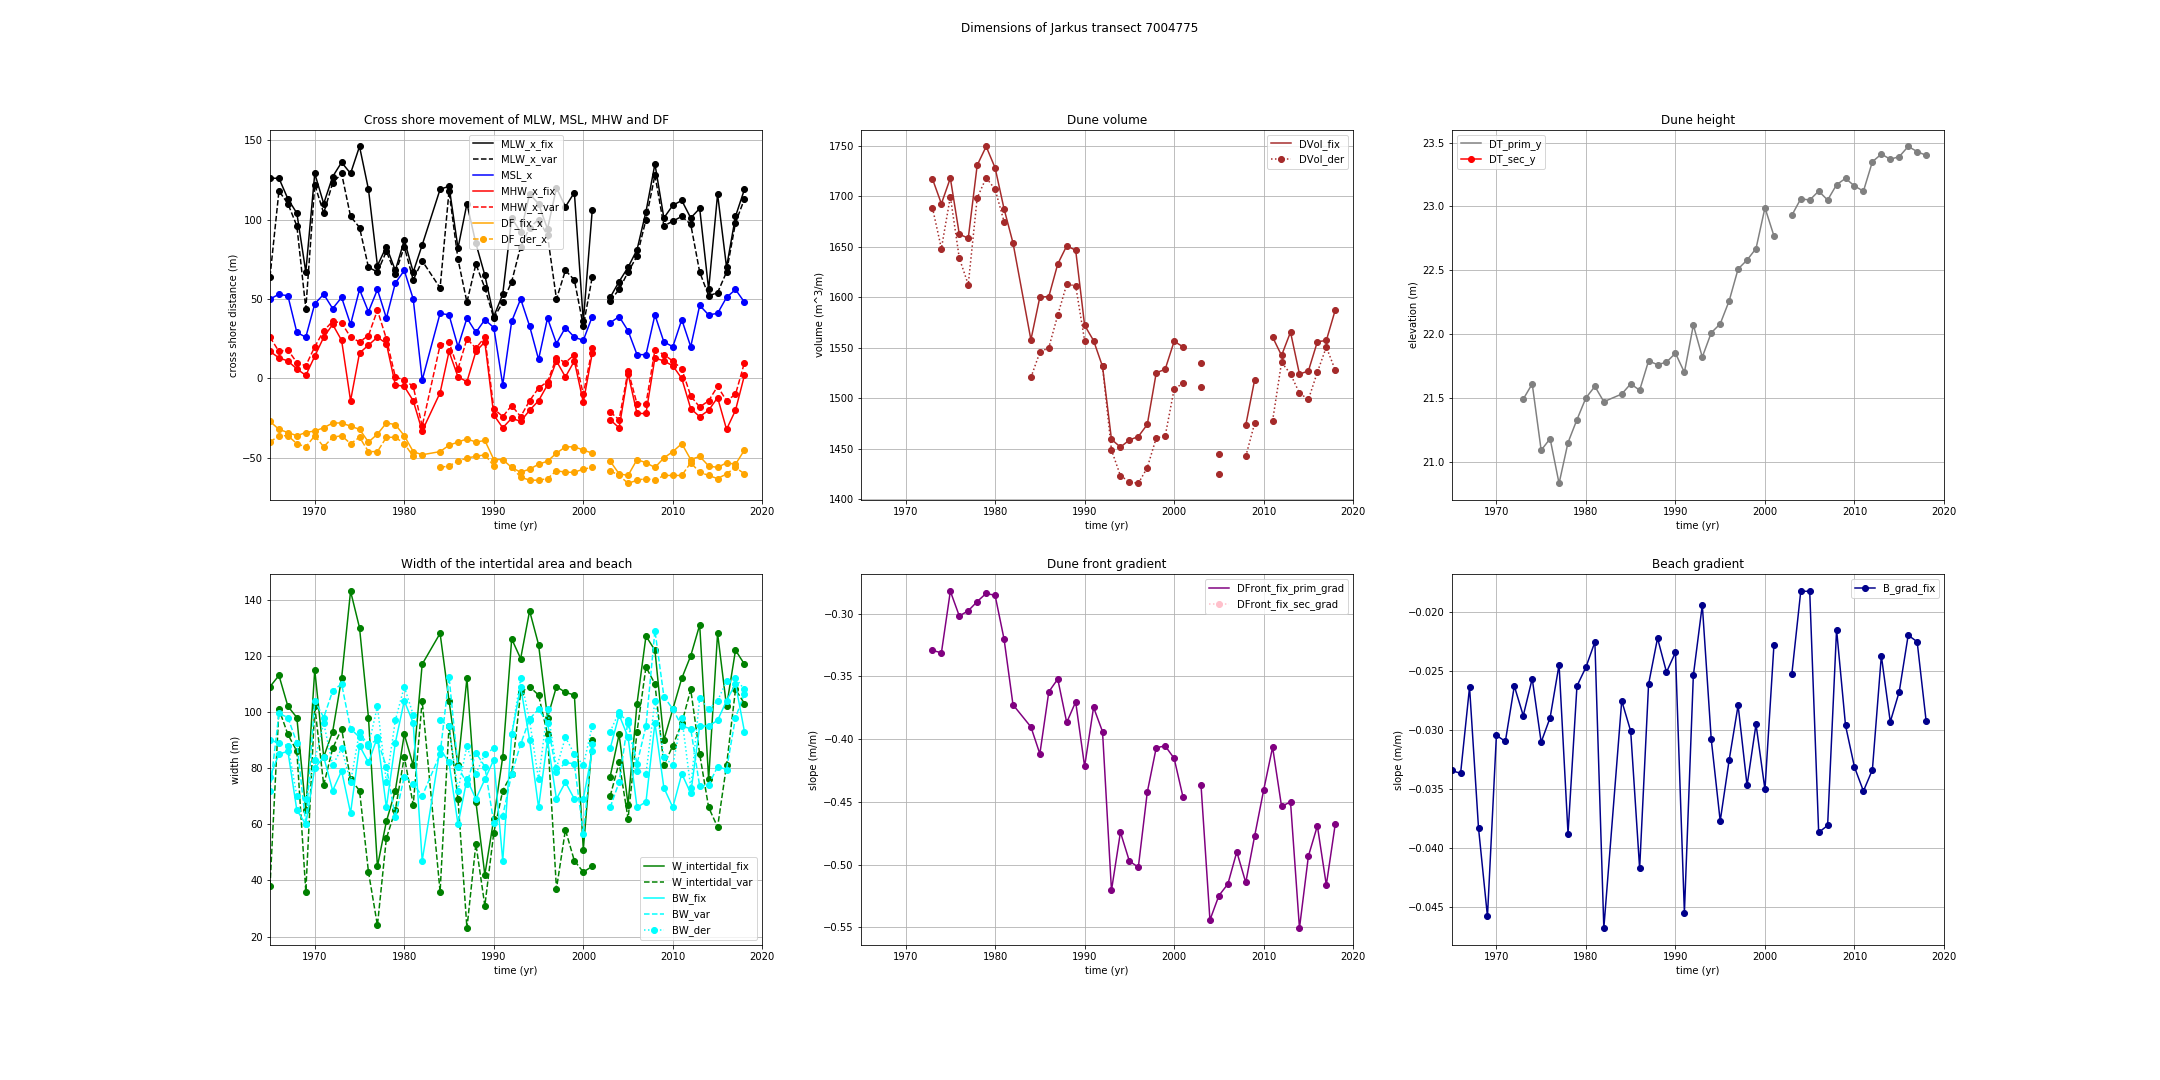 Dimensions of Jarkus transect 7004775
Cross shore movement of MLW, MSL, MHW and DF
cross shore distance (m)
150
100
50
0
−50
MLW_x_fix
MLW_x_var
MSL_x
MHW_x_fix
MHW_x_var
DF_fix_x
DF_der_x
1970 1980 1990 2000 2010 2020
time (yr)
Dune volume
volume (m^3/m)
1750
1700
1650
1600
1550
1500
1450
1400
DVol_fix
DVol_der
1970 1980 1990 2000 2010 2020
time (yr)
Dune height
elevation (m)
23.5
23.0
22.5
22.0
21.5
21.0
DT_prim_y
DT_sec_y
1970 1980 1990 2000 2010 2020
time (yr)
Width of the intertidal area and beach
width (m)
140
120
100
80
60
40
20
W_intertidal_fix
W_intertidal_var
BW_fix
BW_var
BW_der
1970 1980 1990 2000 2010 2020
time (yr)
Dune front gradient
slope (m/m)
−0.30
−0.35
−0.40
−0.45
−0.50
−0.55
DFront_fix_prim_grad
DFront_fix_sec_grad
1970 1980 1990 2000 2010 2020
time (yr)
Beach gradient
slope (m/m)
−0.020
−0.025
−0.030
−0.035
−0.040
−0.045
B_grad_fix
1970 1980 1990 2000 2010 2020
time (yr)